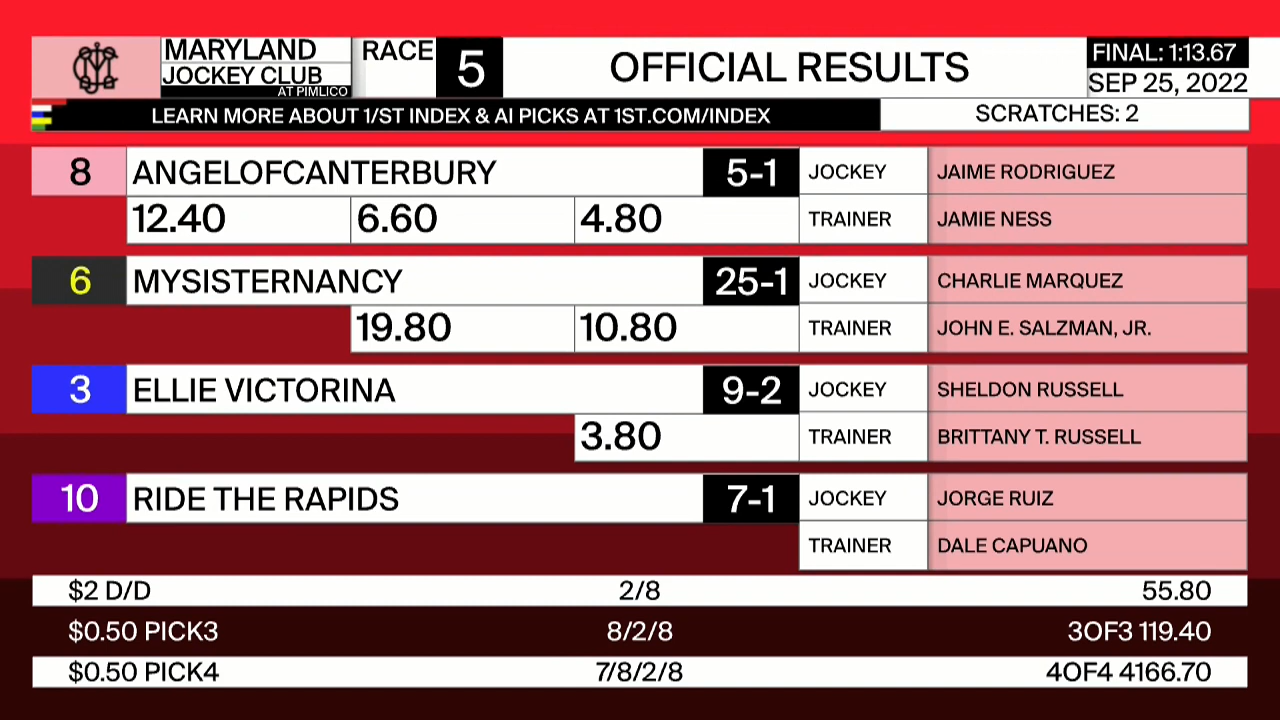 MARYLAND
JOCKEY CLUB
AT PIMLICO
RACE 5
OFFICIAL RESULTS
FINAL: 1:13.67
SEP 25, 2022
LEARN MORE ABOUT 1/ST INDEX & AI PICKS AT 1ST.COM/INDEX
SCRATCHES: 2
8 ANGELOFCANTERBURY 5-1 JOCKEY JAIME RODRIGUEZ
12.40 6.60 4.80 TRAINER JAMIE NESS
6 MYSISTERNANCY 25-1 JOCKEY CHARLIE MARQUEZ
19.80 10.80 TRAINER JOHN E. SALZMAN, JR.
3 ELLIE VICTORINA 9-2 JOCKEY SHELDON RUSSELL
3.80 TRAINER BRITTANY T. RUSSELL
10 RIDE THE RAPIDS 7-1 JOCKEY JORGE RUIZ
TRAINER DALE CAPUANO
$2 D/D 2/8 55.80
$0.50 PICK3 8/2/8 3OF3 119.40
$0.50 PICK4 7/8/2/8 4OF4 4166.70